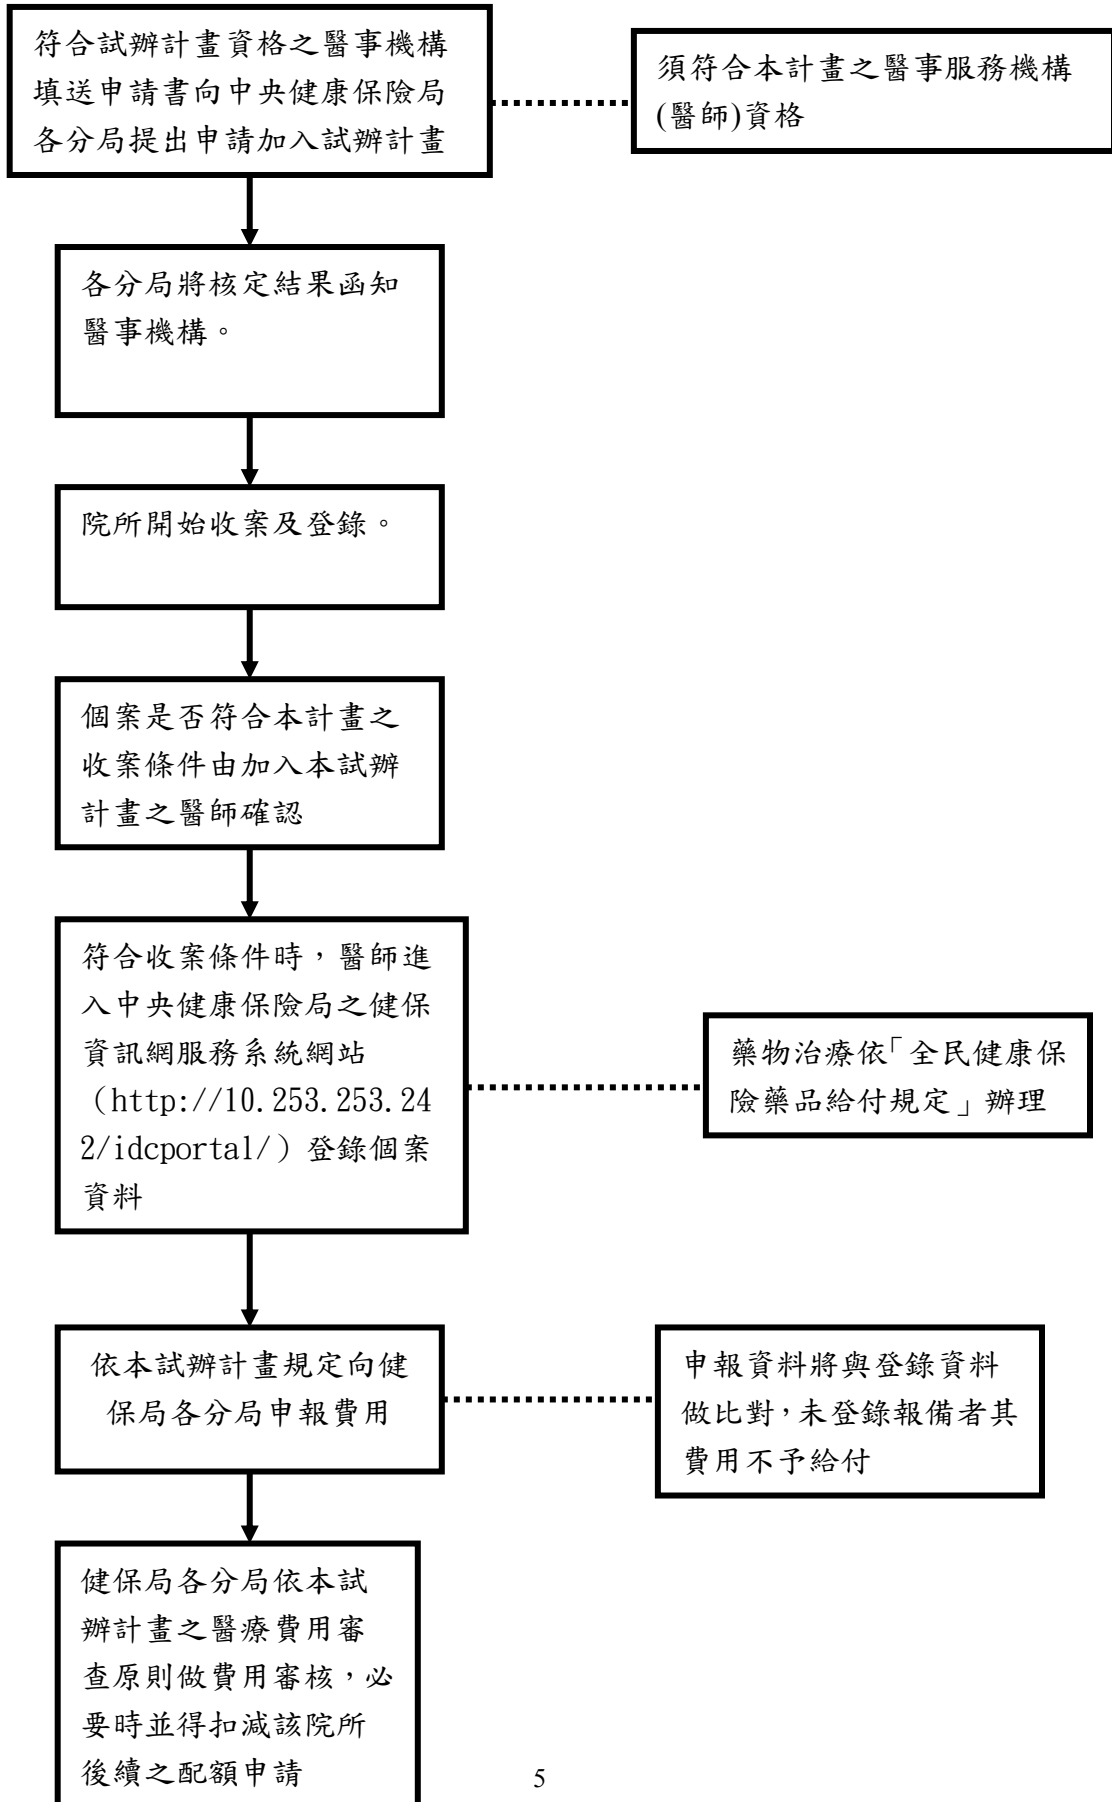 符合試辦計畫資格之醫事機構
填送申請書向中央健康保險局
各分局提出申請加入試辦計畫
須符合本計畫之醫事服務機構
(醫師)資格
各分局將核定結果函知
醫事機構。
院所開始收案及登錄。
個案是否符合本計畫之
收案條件由加入本試辦
計畫之醫師確認
符合收案條件時，醫師進
入中央健康保險局之健保
資訊網服務系統網站
（http://10.253.253.24
2/idcportal/）登錄個案
資料
藥物治療依「全民健康保
險藥品給付規定」辦理
依本試辦計畫規定向健
保局各分局申報費用
申報資料將與登錄資料
做比對，未登錄報備者其
費用不予給付
健保局各分局依本試
辦計畫之醫療費用審
查原則做費用審核，必
要時並得扣減該院所
後續之配額申請
5